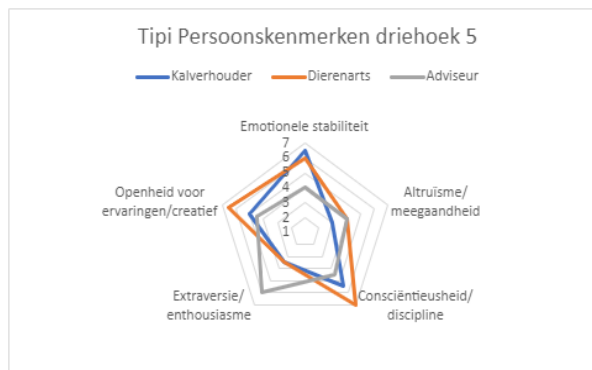 Tipi Persoonskenmerken driehoek 5
Kalverhouder Dierenarts Adviseur
Emotionele stabiliteit
7
6
5
4
3
2
1
Altruïsme/
meegaandheid
Consciëntieusheid/
discipline
Extraversie/
enthousiasme
Openheid voor
ervaringen/creatief